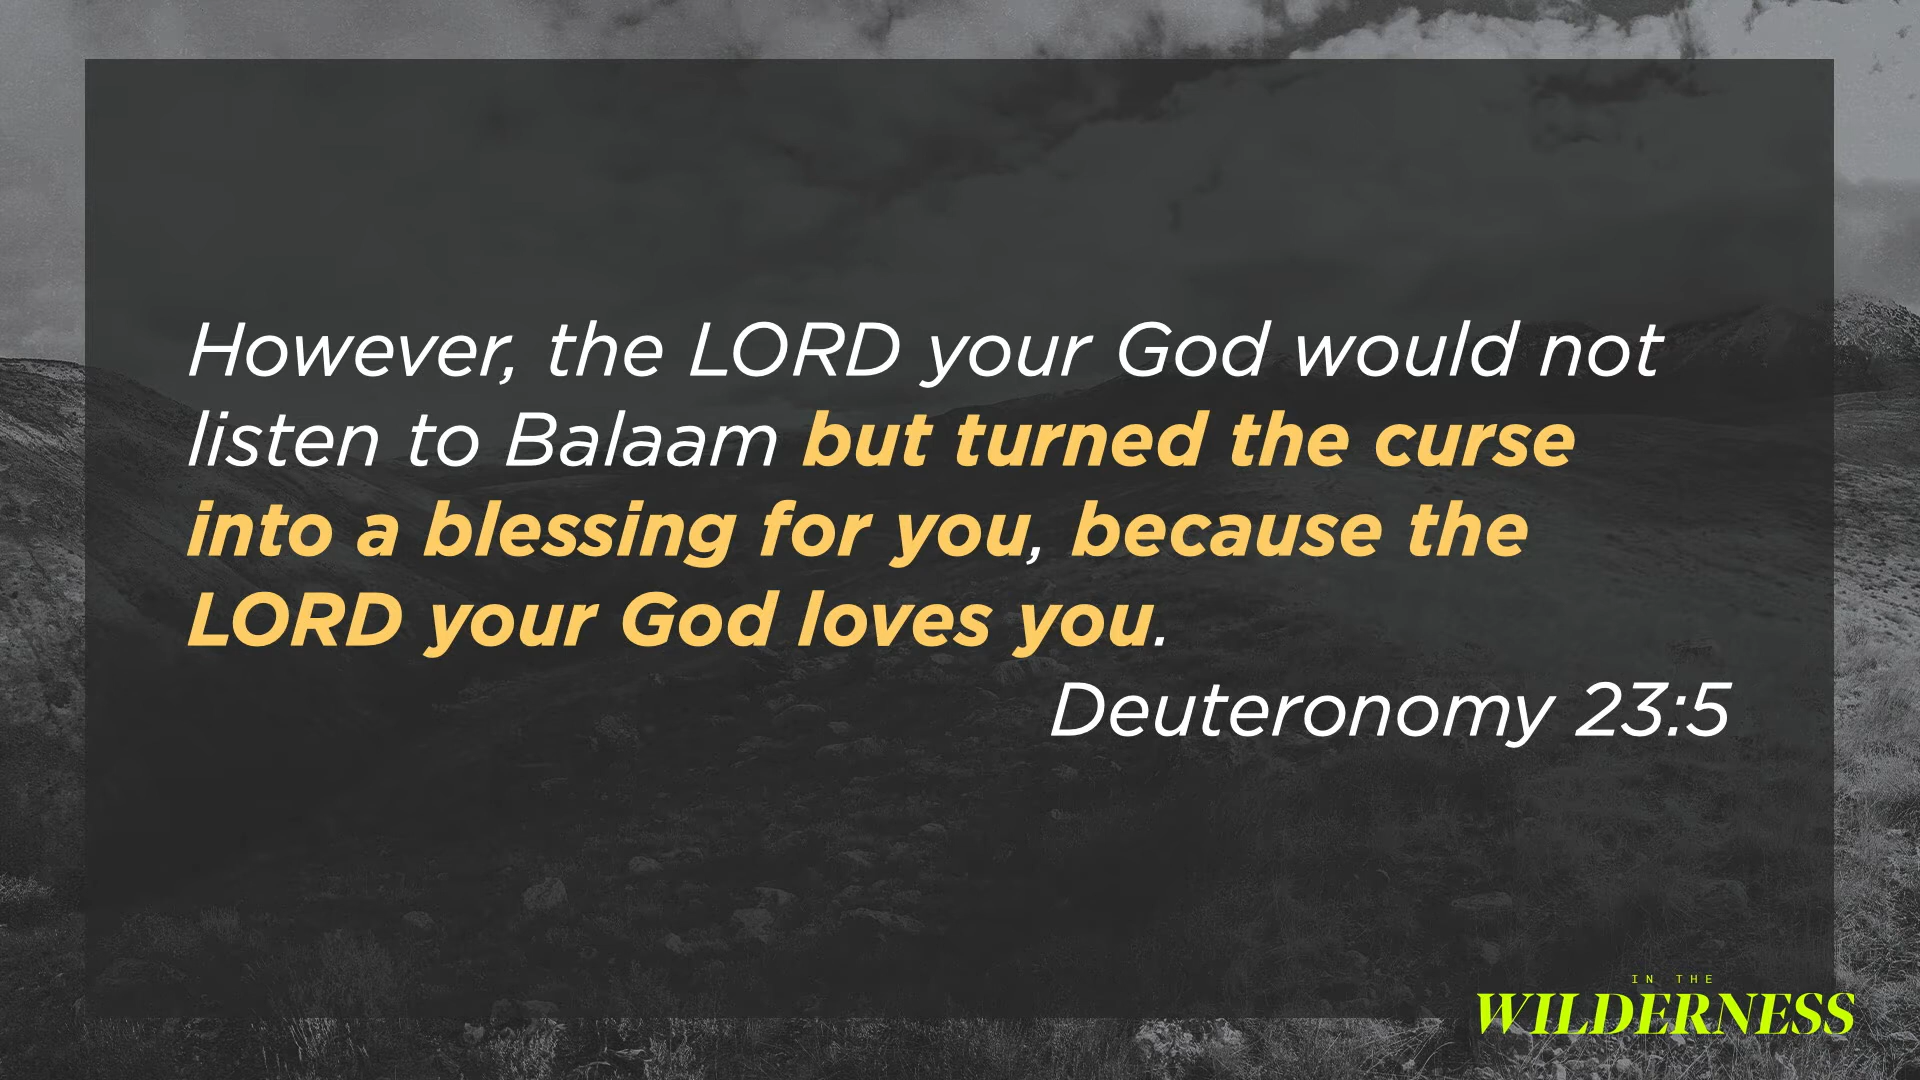 However, the LORD your God would not
listen to Balaam but turned the curse
into a blessing for you, because the
LORD your God loves you.
Deuteronomy 23:5
IN THE
WILDERNESS